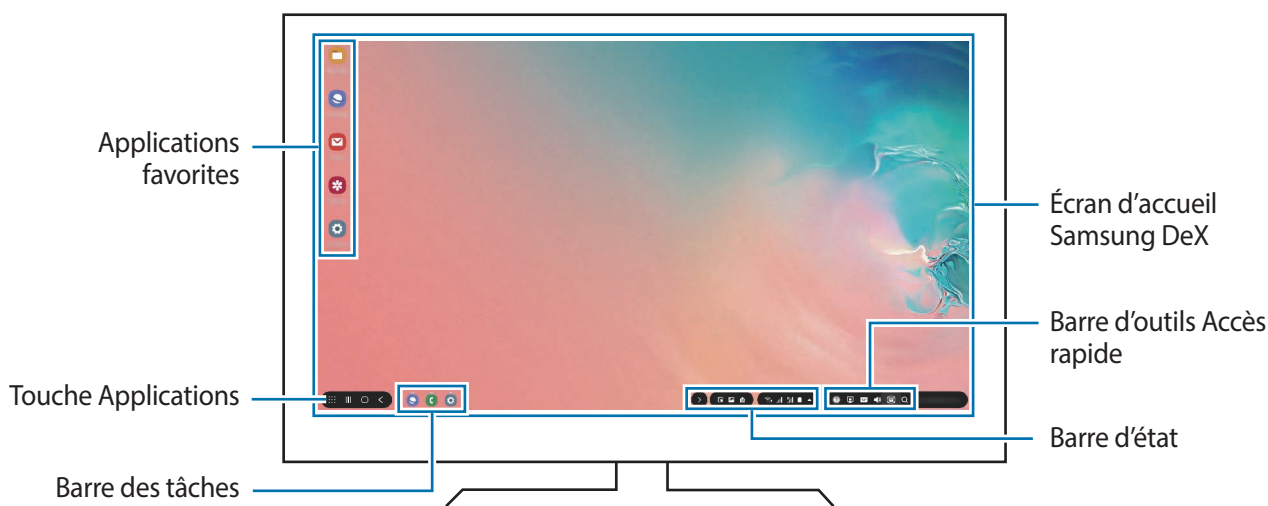 Applications
favorites
Touche Applications
Barre des tâches
Écran d’accueil
Samsung DeX
Barre d’outils Accès
rapide
Barre d’état